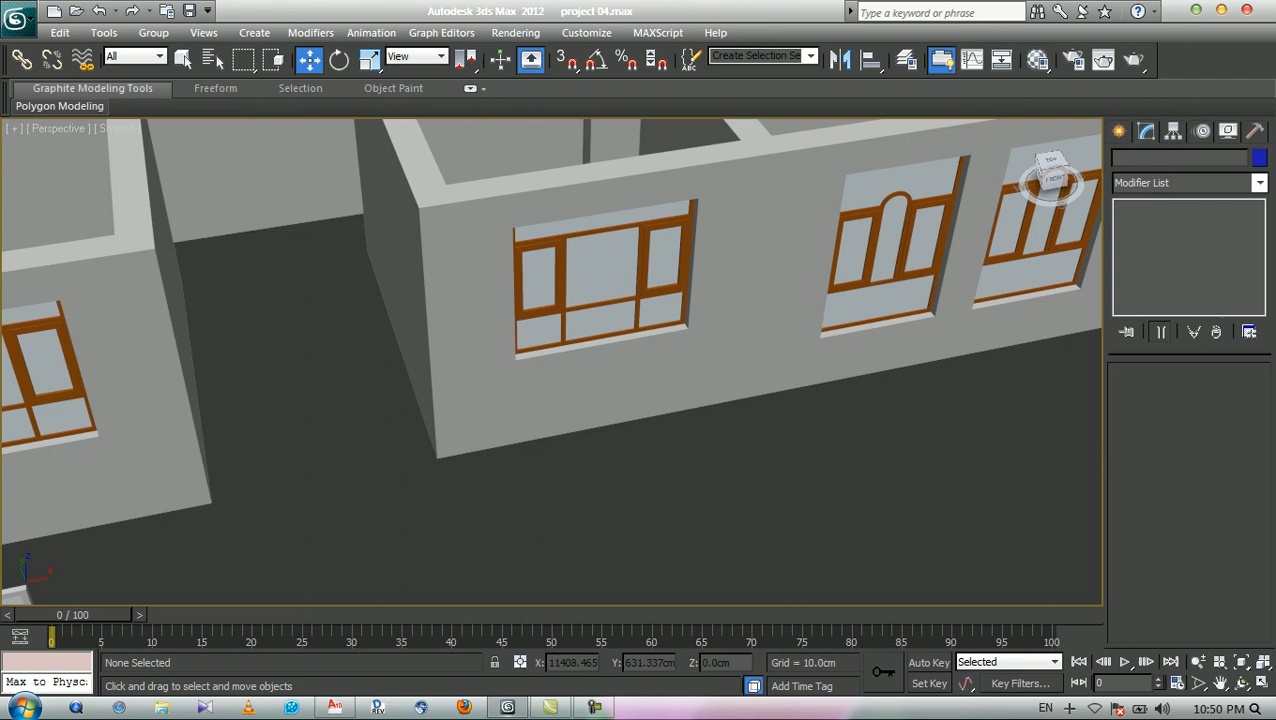 Autodesk 3ds Max 2012 project 04.max
Type a keyword or phrase
Edit Tools Group Views Create Modifiers Animation Graph Editors Rendering Customize MAXScript Help
All View Create Selection Se
Graphite Modeling Tools Freeform Selection Object Paint
Polygon Modeling
[ + ] [ Perspective ] [ Shaded ]
TOP
FRONT
Modifier List
0 / 100
0 5 10 15 20 25 30 35 40 45 50 55 60 65 70 75 80 85 90 95 100
None Selected X: 11408.465 Y: 631.337cm Z: 0.0cm Grid = 10.0cm Auto Key Selected
Max to Physc Click and drag to select and move objects Add Time Tag Set Key Key Filters... 0
EN 10:50 PM